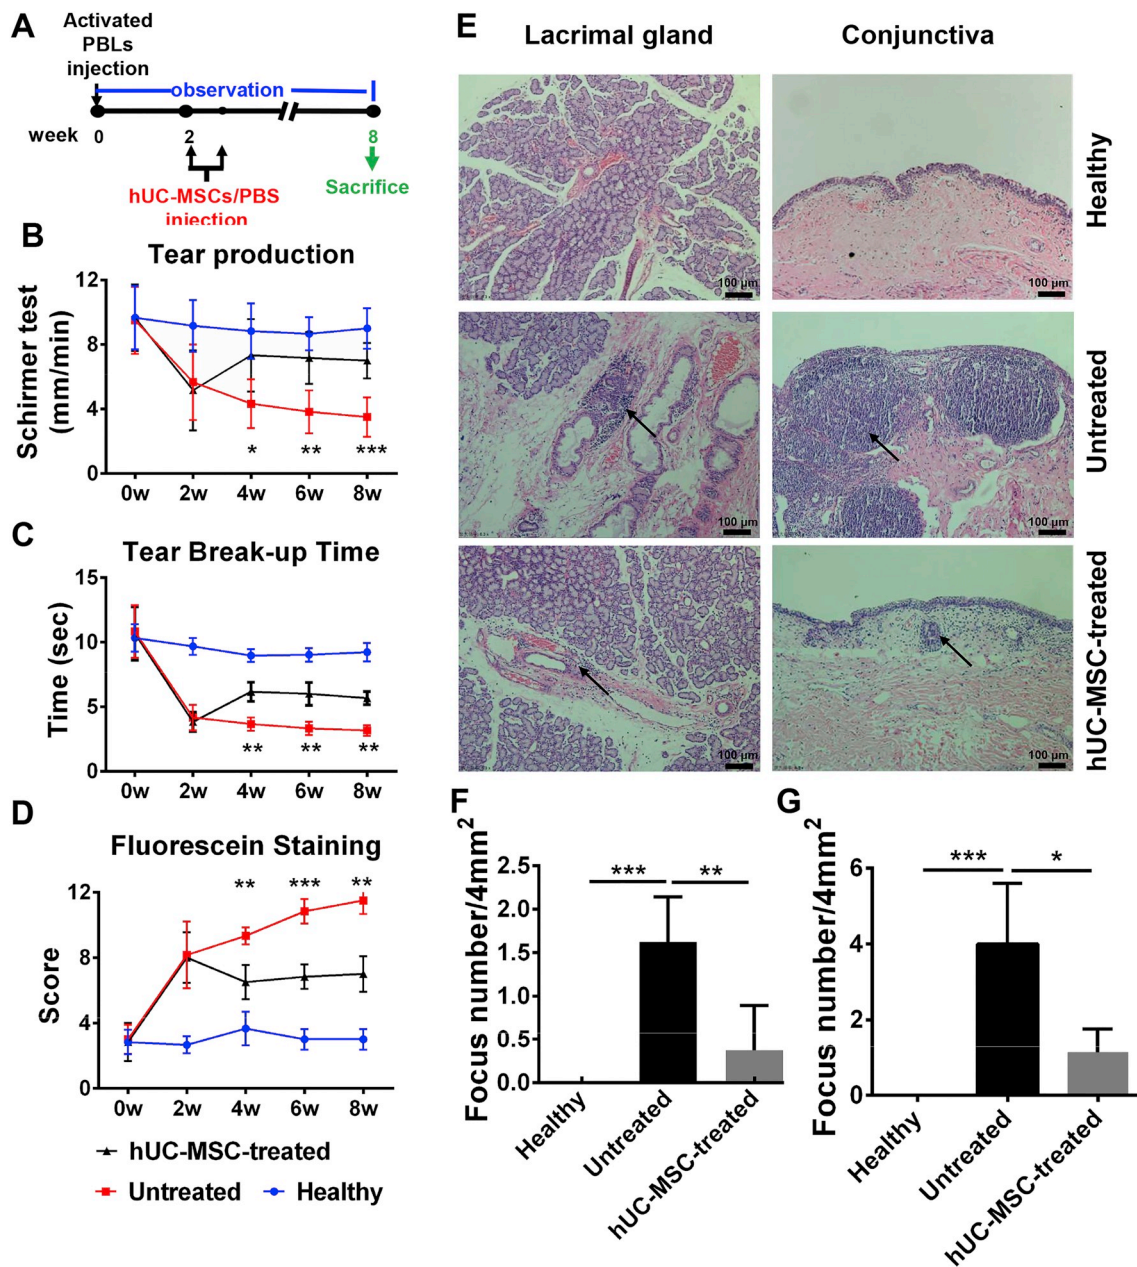 A
Activated
PBLs
injection
observation
week
0
2
8
hUC-MSCs/PBS
injection
Sacrifice
B
Tear production
Schirmer test
(mm/min)
12
8
4
0
* ** ***
0w 2w 4w 6w 8w
C
Tear Break-up Time
Time (sec)
15
10
5
0
** ** **
0w 2w 4w 6w 8w
D
Fluorescein Staining
Score
12
8
4
0
** *** **
0w 2w 4w 6w 8w
hUC-MSC-treated
Untreated
Healthy
E
Lacrimal gland
Conjunctiva
Healthy
100 µm
100 µm
Untreated
100 µm
100 µm
hUC-MSC-treated
100 µm
100 µm
F
Focus number/4mm²
2.5
2.0
1.5
1.0
0.5
0.0
*** **
Healthy
Untreated
hUC-MSC-treated
G
Focus number/4mm²
6
4
2
0
*** *
Healthy
Untreated
hUC-MSC-treated